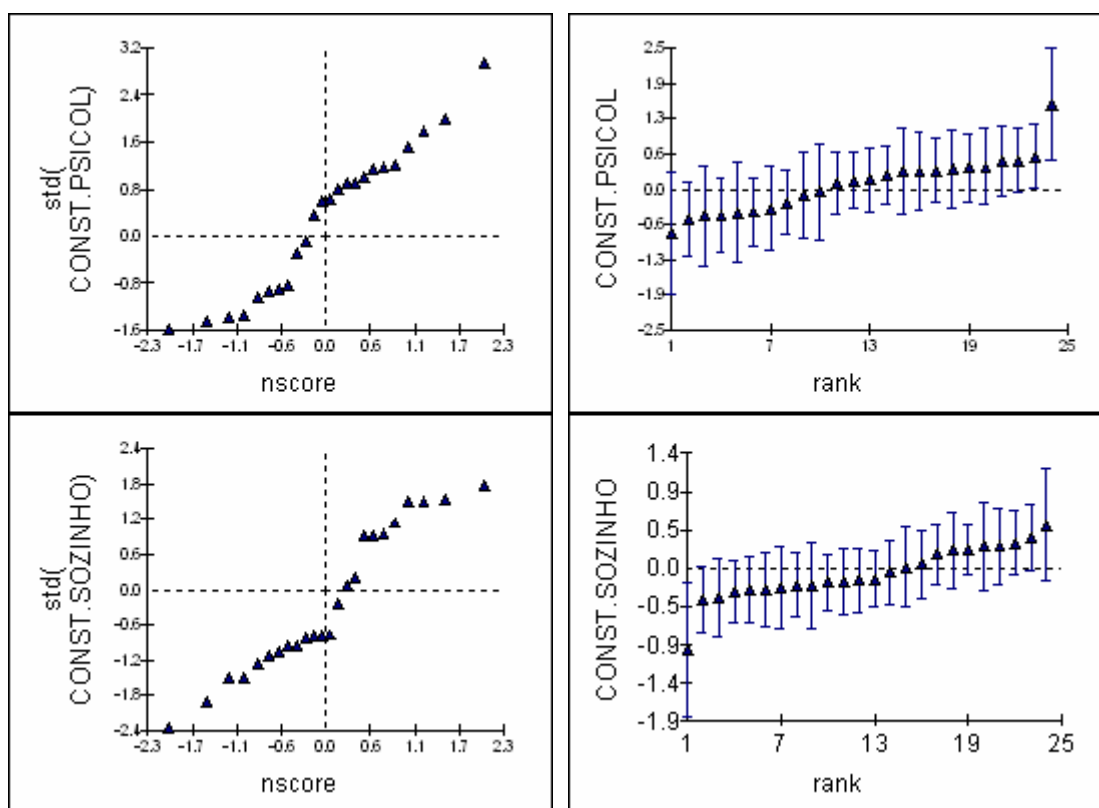 std(
CONST.PSICOL)
3.2
2.4
1.6
0.8
0.0
-0.8
-1.6
-2.3 -1.7 -1.1 -0.6 0.0 0.6 1.1 1.7 2.3
nscore
CONST.PSICOL
2.5
1.9
1.3
0.6
0.0
-0.6
-1.3
-1.9
-2.5
1 7 13 19 25
rank
std(
CONST.SOZINHO)
2.4
1.8
1.2
0.6
0.0
-0.6
-1.2
-1.8
-2.4
-2.3 -1.7 -1.1 -0.6 0.0 0.6 1.1 1.7 2.3
nscore
CONST.SOZINHO
1.4
0.9
0.5
0.0
-0.5
-0.9
-1.4
-1.9
1 7 13 19 25
rank